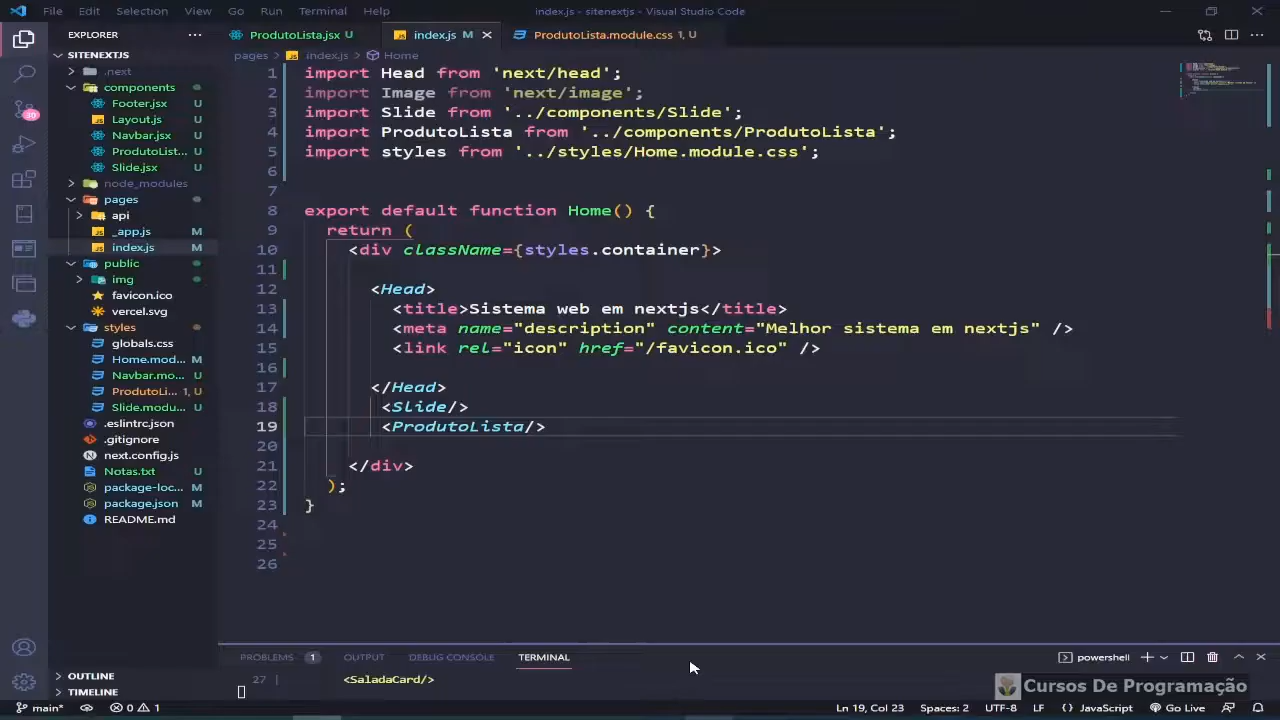 File Edit Selection View Go Run Terminal Help
index.js - sitenextjs - Visual Studio Code
EXPLORER
ProdutoLista.jsx U
index.js M
ProdutoLista.module.css 1, U
SITENEXTJS
pages > index.js > Home
.next
components
Footer.jsx U
Layout.js U
Navbar.jsx U
ProdutoList... U
Slide.jsx U
node_modules
pages
api
_app.js U
index.js M
public
img
favicon.ico
vercel.svg
styles
globals.css
Home.mod... M
Navbar.mo... U
ProdutoLi... 1, U
Slide.modu... U
.eslintrc.json
.gitignore
next.config.js
Notas.txt U
package-loc... M
package.json M
README.md
OUTLINE
TIMELINE
1 import Head from 'next/head';
2 import Image from 'next/image';
3 import Slide from '../components/Slide';
4 import ProdutoLista from '../components/ProdutoLista';
5 import styles from '../styles/Home.module.css';
6
7
8 export default function Home() {
9 return (
10 <div className={styles.container}>
11
12 <Head>
13 <title>Sistema web em nextjs</title>
14 <meta name="description" content="Melhor sistema em nextjs" />
15 <link rel="icon" href="/favicon.ico" />
16
17 </Head>
18 <Slide/>
19 <ProdutoLista/>
20
21 </div>
22 );
23 }
24
25
26
PROBLEMS 1 OUTPUT DEBUG CONSOLE TERMINAL
powershell
27 | <SaladaCard/>
Cursos De Programação
main* 0 1
Ln 19, Col 23 Spaces: 2 UTF-8 LF {} JavaScript Go Live